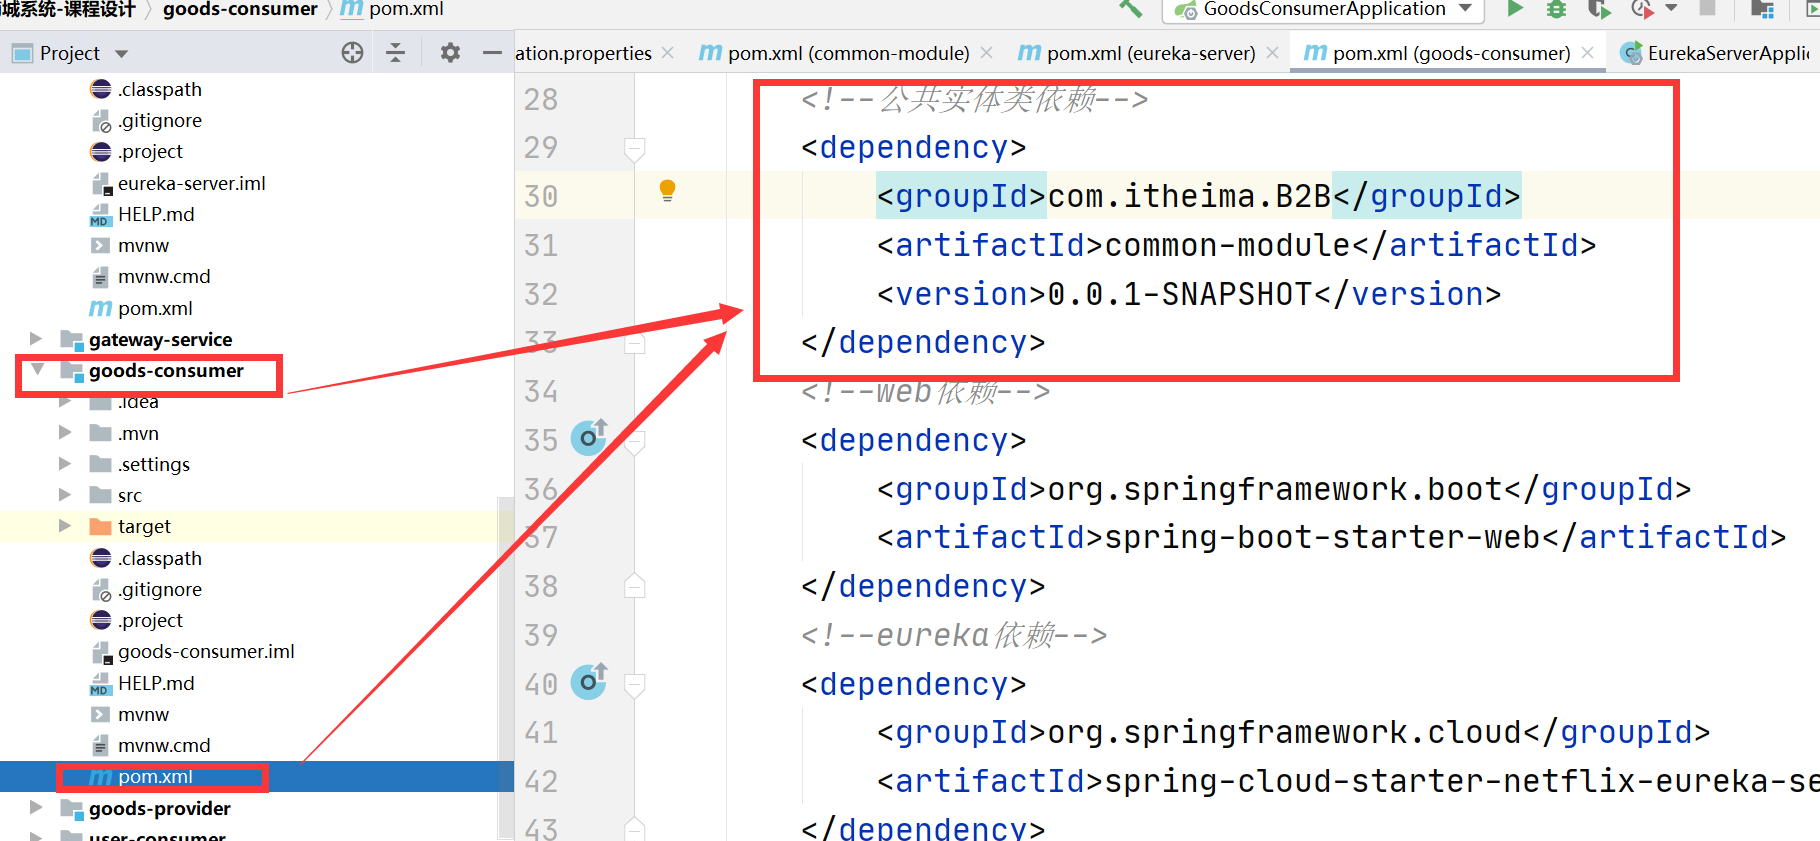 城系统-课程设计 goods-consumer pom.xml GoodsConsumerApplication
Project
ation.properties pom.xml (common-module) pom.xml (eureka-server) pom.xml (goods-consumer) EurekaServerApplic
.classpath
.gitignore
.project
eureka-server.iml
HELP.md
mvnw
mvnw.cmd
pom.xml
gateway-service
goods-consumer
.idea
.mvn
.settings
src
target
.classpath
.gitignore
.project
goods-consumer.iml
HELP.md
mvnw
mvnw.cmd
pom.xml
goods-provider
user-consumer
28 <!--公共实体类依赖-->
29 <dependency>
30 <groupId>com.itheima.B2B</groupId>
31 <artifactId>common-module</artifactId>
32 <version>0.0.1-SNAPSHOT</version>
33 </dependency>
34 <!--web依赖-->
35 <dependency>
36 <groupId>org.springframework.boot</groupId>
37 <artifactId>spring-boot-starter-web</artifactId>
38 </dependency>
39 <!--eureka依赖-->
40 <dependency>
41 <groupId>org.springframework.cloud</groupId>
42 <artifactId>spring-cloud-starter-netflix-eureka-se
43 </dependency>